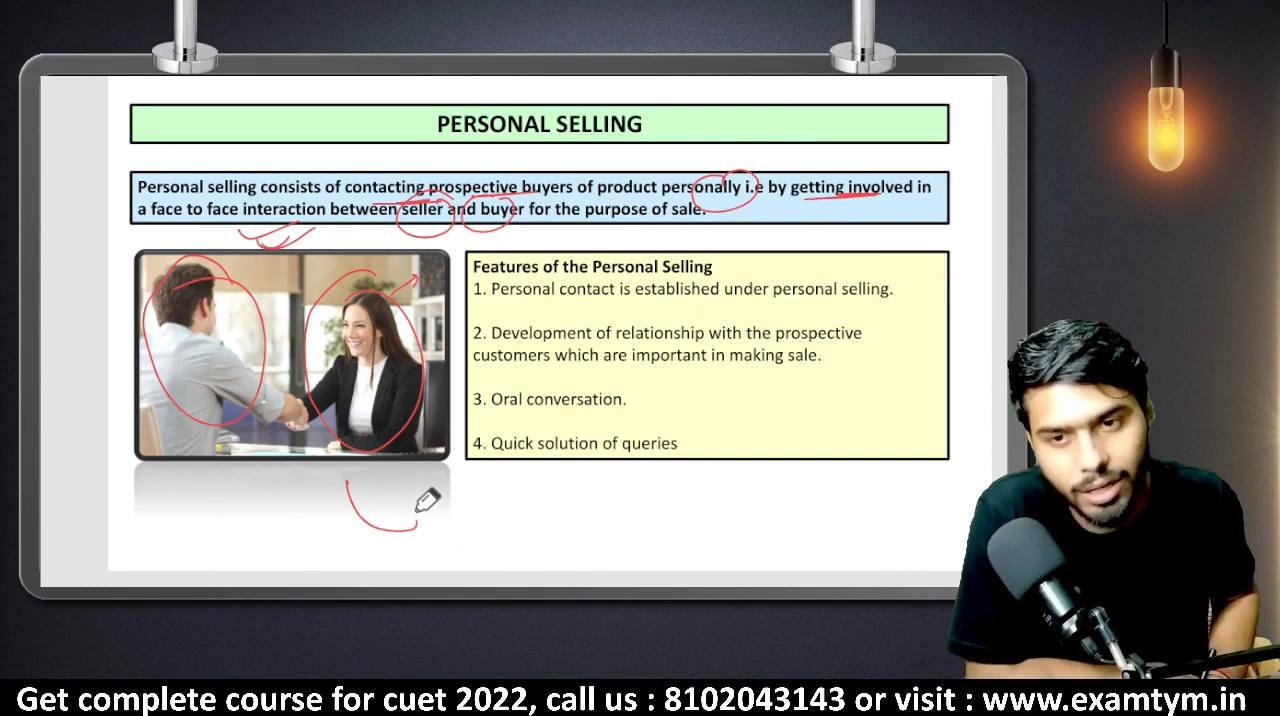 PERSONAL SELLING
Personal selling consists of contacting prospective buyers of product personally i.e by getting involved in
a face to face interaction between seller and buyer for the purpose of sale.
Features of the Personal Selling
1. Personal contact is established under personal selling.
2. Development of relationship with the prospective
customers which are important in making sale.
3. Oral conversation.
4. Quick solution of queries
Get complete course for cuet 2022, call us : 8102043143 or visit : www.examtym.in